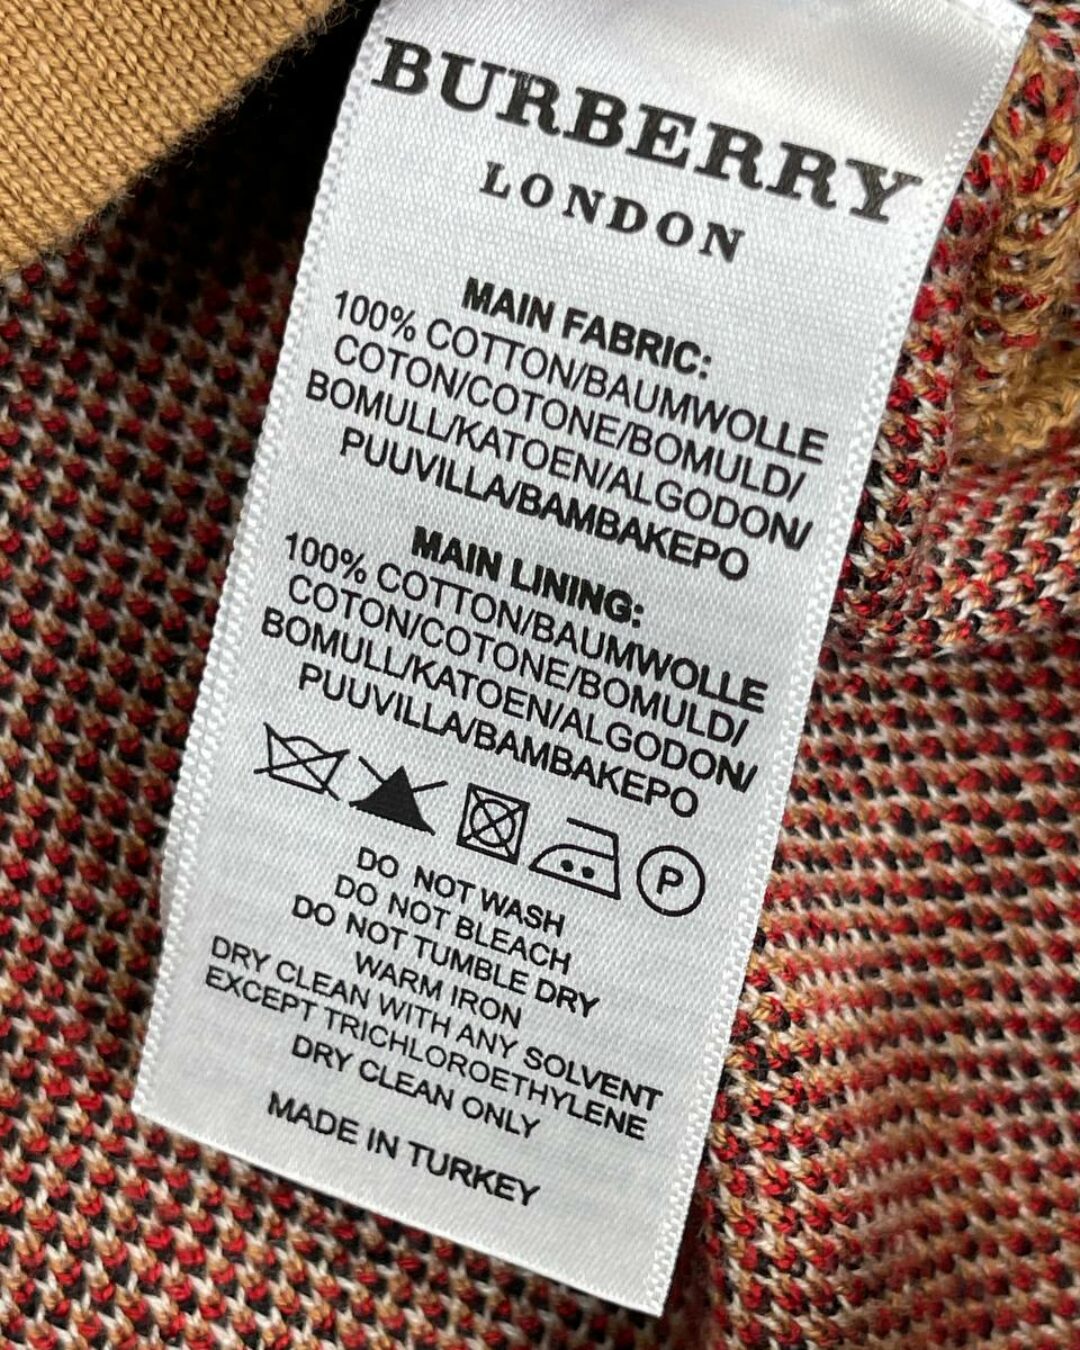 BURBERRY
LONDON
MAIN FABRIC:
100% COTTON/BAUMWOLLE
COTON/COTONE/BOMULD/
BOMULL/KATOEN/ALGODON/
PUUVILLA/BAMBAKEPO
MAIN LINING:
100% COTTON/BAUMWOLLE
COTON/COTONE/BOMULD/
BOMULL/KATOEN/ALGODON/
PUUVILLA/BAMBAKEPO
P
DO NOT WASH
DO NOT BLEACH
DO NOT TUMBLE DRY
WARM IRON
DRY CLEAN WITH ANY SOLVENT
EXCEPT TRICHLOROETHYLENE
DRY CLEAN ONLY
MADE IN TURKEY